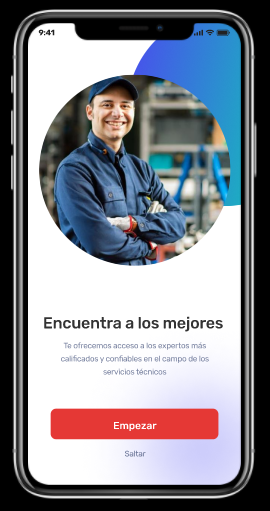 9:41
Encuentra a los mejores
Te ofrecemos acceso a los expertos más
calificados y confiables en el campo de los
servicios técnicos
Empezar
Saltar